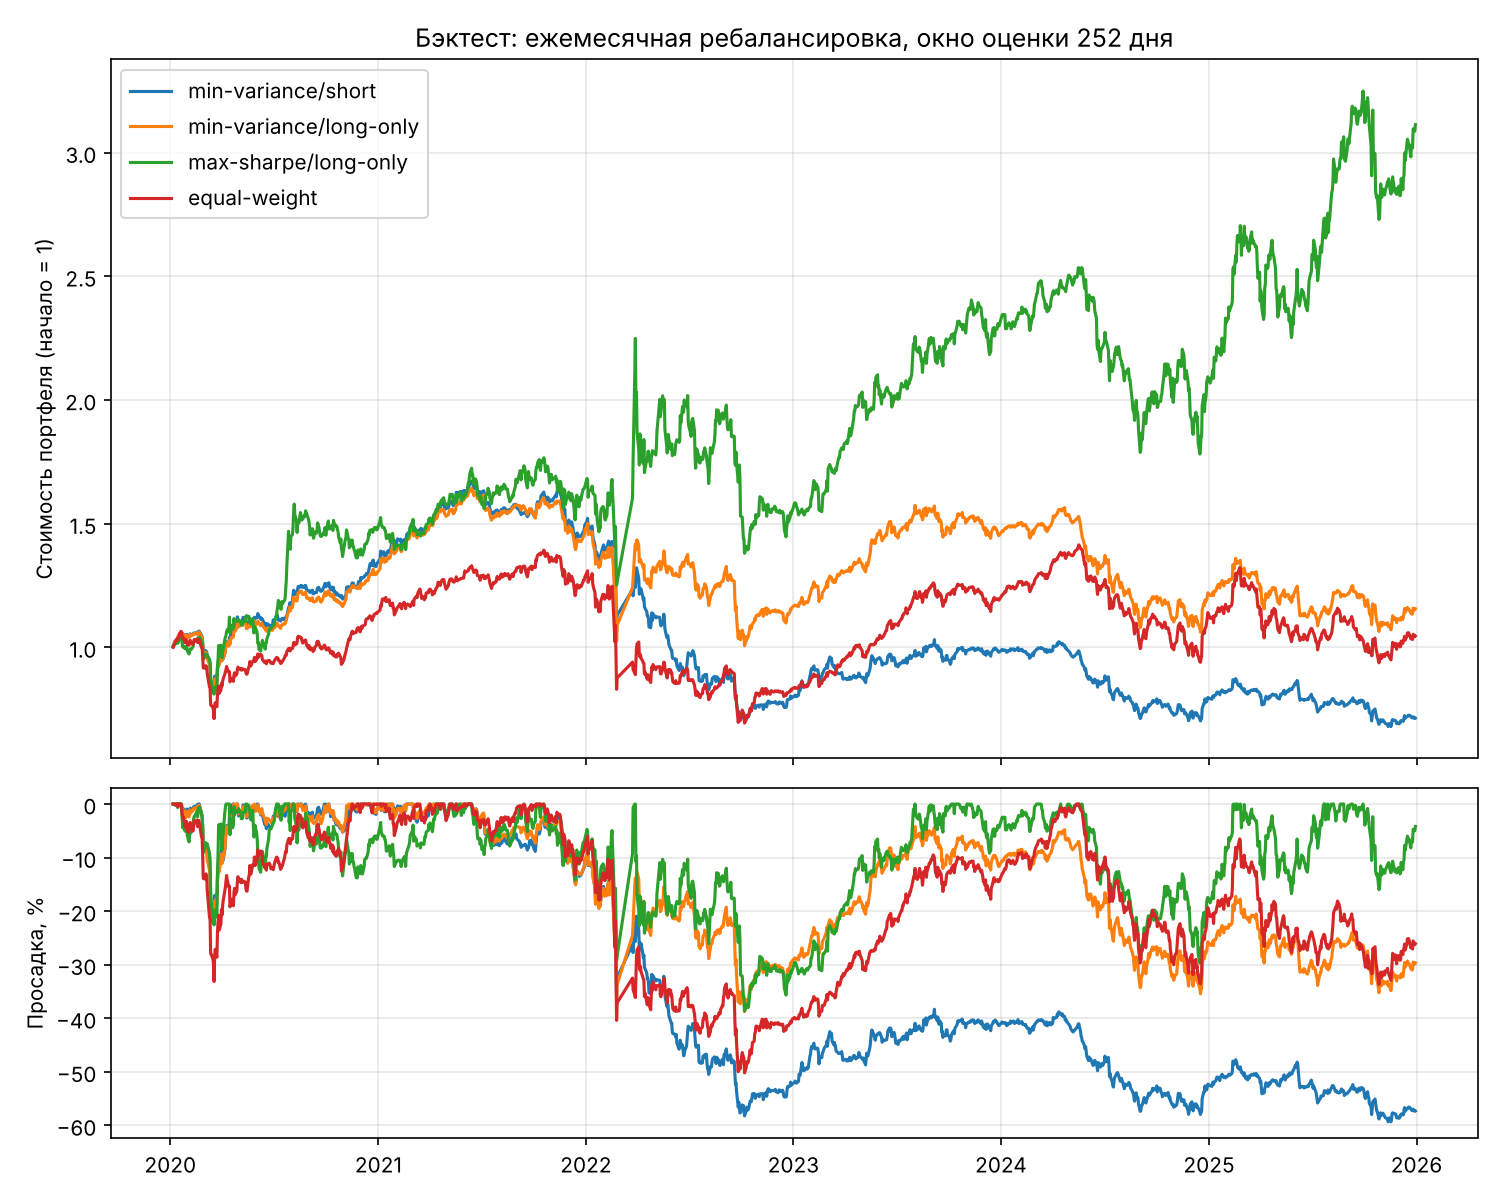 Бэктест: ежемесячная ребалансировка, окно оценки 252 дня
min-variance/short
min-variance/long-only
max-sharpe/long-only
equal-weight
Стоимость портфеля (начало = 1)
3.0
2.5
2.0
1.5
1.0
Просадка, %
0
−10
−20
−30
−40
−50
−60
2020 2021 2022 2023 2024 2025 2026